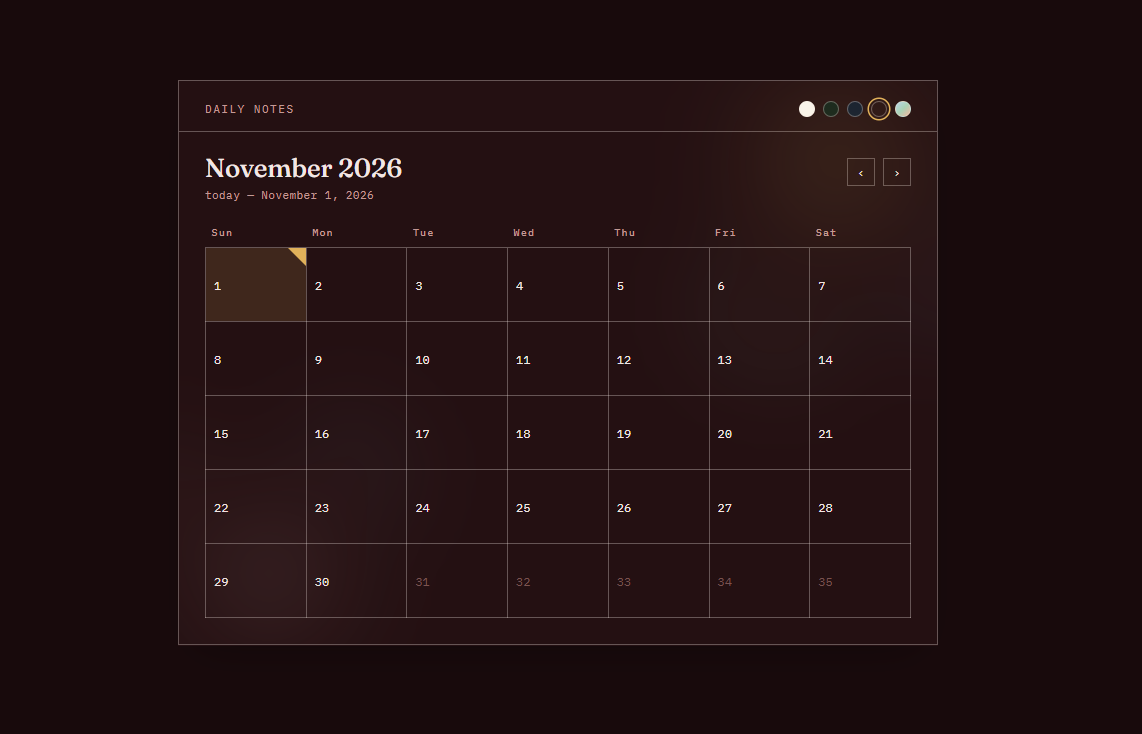 DAILY NOTES
November 2026
‹ ›
today — November 1, 2026
Sun Mon Tue Wed Thu Fri Sat
1 2 3 4 5 6 7
8 9 10 11 12 13 14
15 16 17 18 19 20 21
22 23 24 25 26 27 28
29 30 31 32 33 34 35